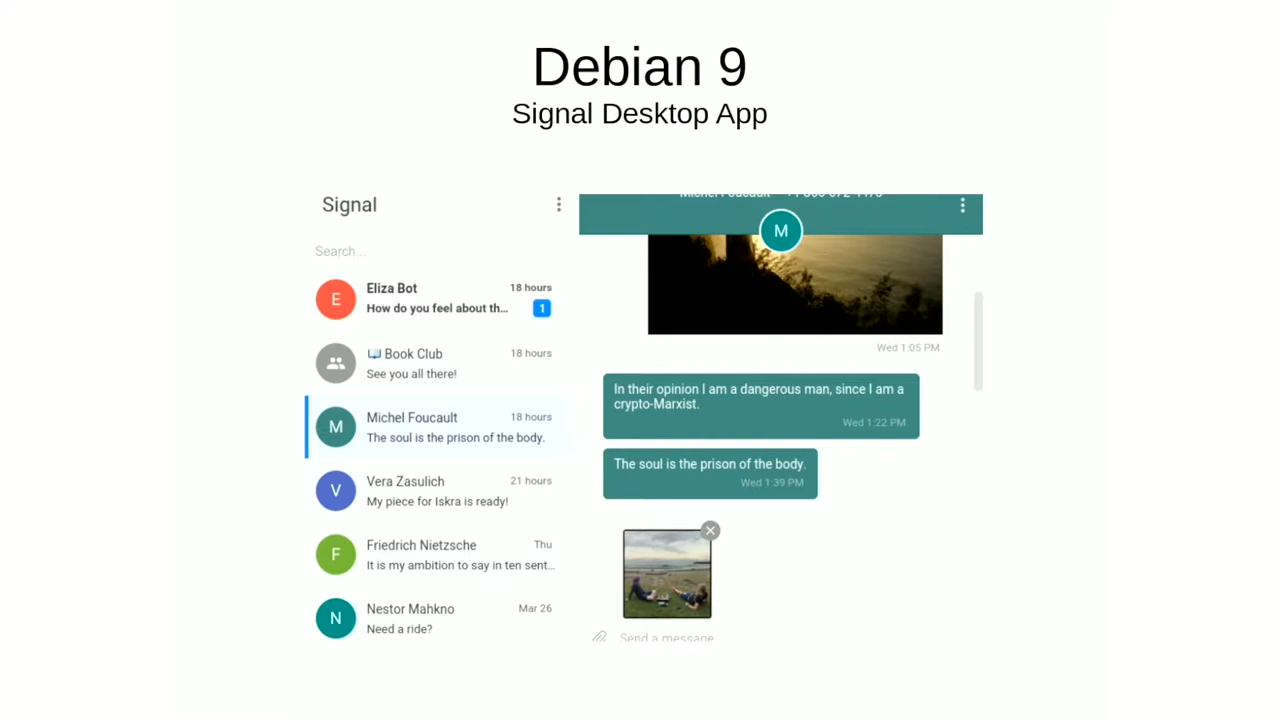 Debian 9
Signal Desktop App
Signal
Search...
E
Eliza Bot
18 hours
How do you feel about th...
1
Book Club
18 hours
See you all there!
M
Michel Foucault
18 hours
The soul is the prison of the body.
V
Vera Zasulich
21 hours
My piece for Iskra is ready!
F
Friedrich Nietzsche
Thu
It is my ambition to say in ten sent...
N
Nestor Mahkno
Mar 26
Need a ride?
Michel Foucault
M
Wed 1:05 PM
In their opinion I am a dangerous man, since I am a
crypto-Marxist.
Wed 1:22 PM
The soul is the prison of the body.
Wed 1:39 PM
Send a message